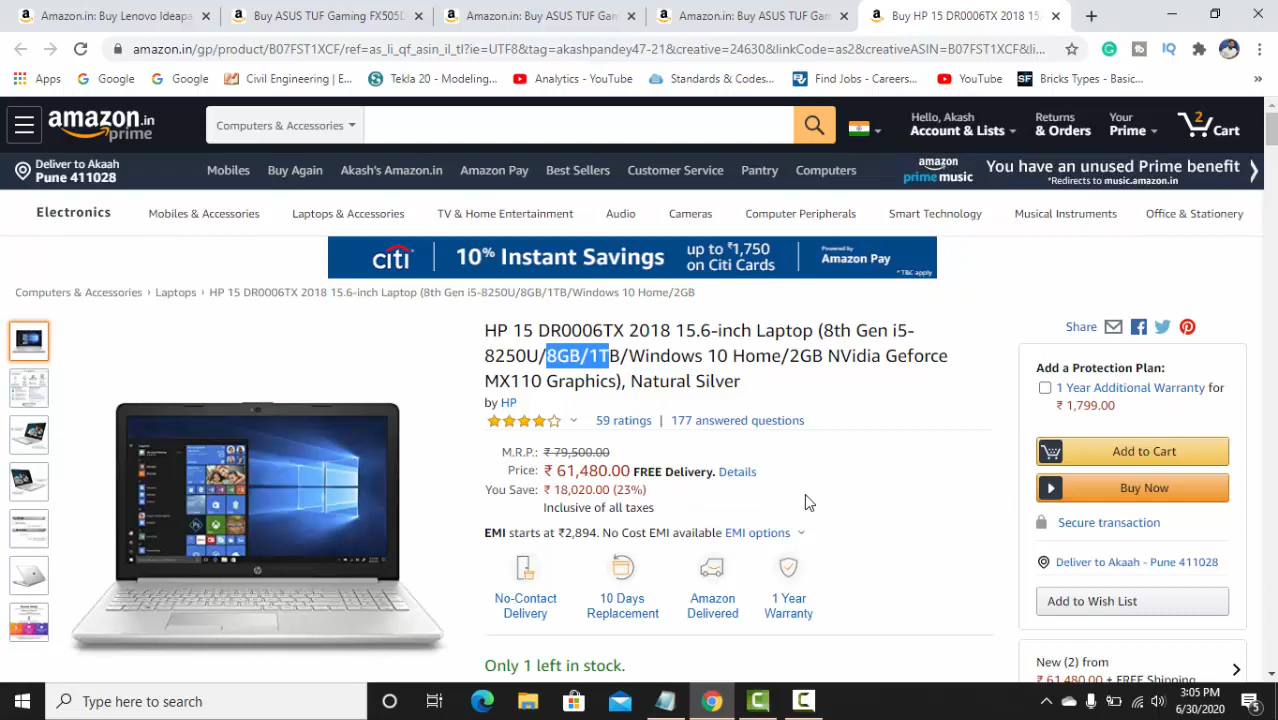 Amazon.in: Buy Lenovo Ideapa
Buy ASUS TUF Gaming FX505D
Amazon.in: Buy ASUS TUF Gam
Amazon.in: Buy ASUS TUF Gam
Buy HP 15 DR0006TX 2018 15.
amazon.in/gp/product/B07FST1XCF/ref=as_li_qf_asin_il_tl?ie=UTF8&tag=akashpandey47-21&creative=24630&linkCode=as2&creativeASIN=B07FST1XCF&li...
Apps
Google
Google
Civil Engineering | E...
Tekla 20 - Modeling...
Analytics - YouTube
Standards & Codes...
Find Jobs - Careers...
YouTube
SF Bricks Types - Basic...
amazon.in
prime
Computers & Accessories
Hello, Akash
Account & Lists
Returns
& Orders
Your
Prime
2
Cart
Deliver to Akaah
Pune 411028
Mobiles
Buy Again
Akash's Amazon.in
Amazon Pay
Best Sellers
Customer Service
Pantry
Computers
amazon
prime music
You have an unused Prime benefit
*Redirects to music.amazon.in
Electronics
Mobiles & Accessories
Laptops & Accessories
TV & Home Entertainment
Audio
Cameras
Computer Peripherals
Smart Technology
Musical Instruments
Office & Stationery
citi
10% Instant Savings
up to ₹1,750
on Citi Cards
Powered by
Amazon Pay
*T&C apply
Computers & Accessories › Laptops › HP 15 DR0006TX 2018 15.6-inch Laptop (8th Gen i5-8250U/8GB/1TB/Windows 10 Home/2GB
HP 15 DR0006TX 2018 15.6-inch Laptop (8th Gen i5-
8250U/8GB/1TB/Windows 10 Home/2GB NVidia Geforce
MX110 Graphics), Natural Silver
by HP
59 ratings | 177 answered questions
M.R.P.: ₹ 79,500.00
Price: ₹ 61,480.00 FREE Delivery. Details
You Save: ₹ 18,020.00 (23%)
Inclusive of all taxes
EMI starts at ₹2,894. No Cost EMI available EMI options
No-Contact
Delivery
10 Days
Replacement
Amazon
Delivered
1 Year
Warranty
Only 1 left in stock.
Share
Add a Protection Plan:
1 Year Additional Warranty for
₹ 1,799.00
Add to Cart
Buy Now
Secure transaction
Deliver to Akaah - Pune 411028
Add to Wish List
New (2) from
₹ 61,480.00 + FREE Shipping
Type here to search
3:05 PM
6/30/2020
5